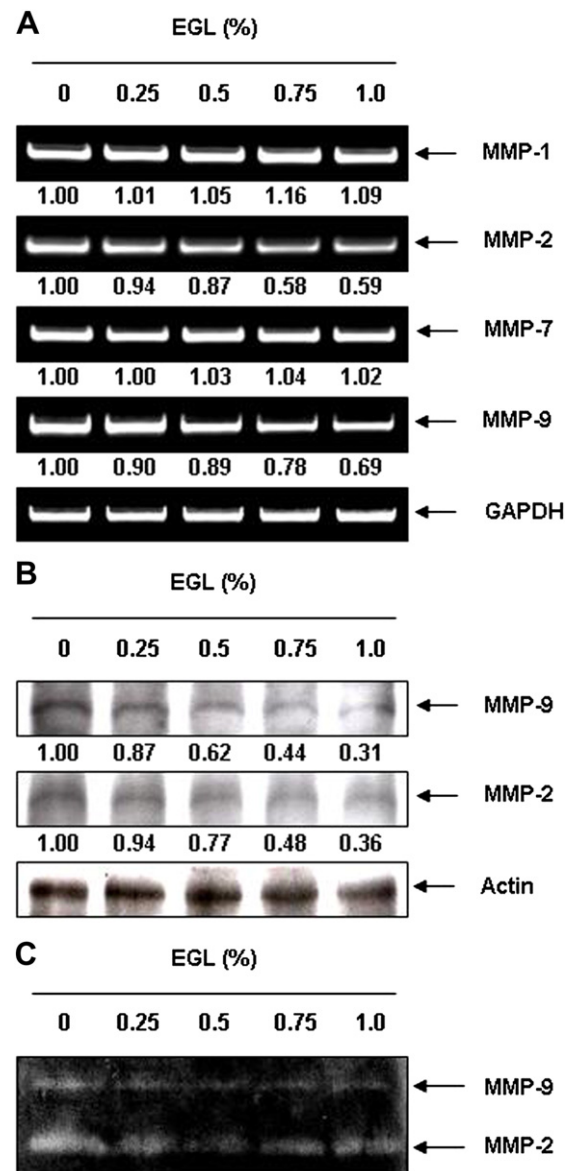 A
EGL (%)
0 0.25 0.5 0.75 1.0
MMP-1
1.00 1.01 1.05 1.16 1.09
MMP-2
1.00 0.94 0.87 0.58 0.59
MMP-7
1.00 1.00 1.03 1.04 1.02
MMP-9
1.00 0.90 0.89 0.78 0.69
GAPDH
B
EGL (%)
0 0.25 0.5 0.75 1.0
MMP-9
1.00 0.87 0.62 0.44 0.31
MMP-2
1.00 0.94 0.77 0.48 0.36
Actin
C
EGL (%)
0 0.25 0.5 0.75 1.0
MMP-9
MMP-2